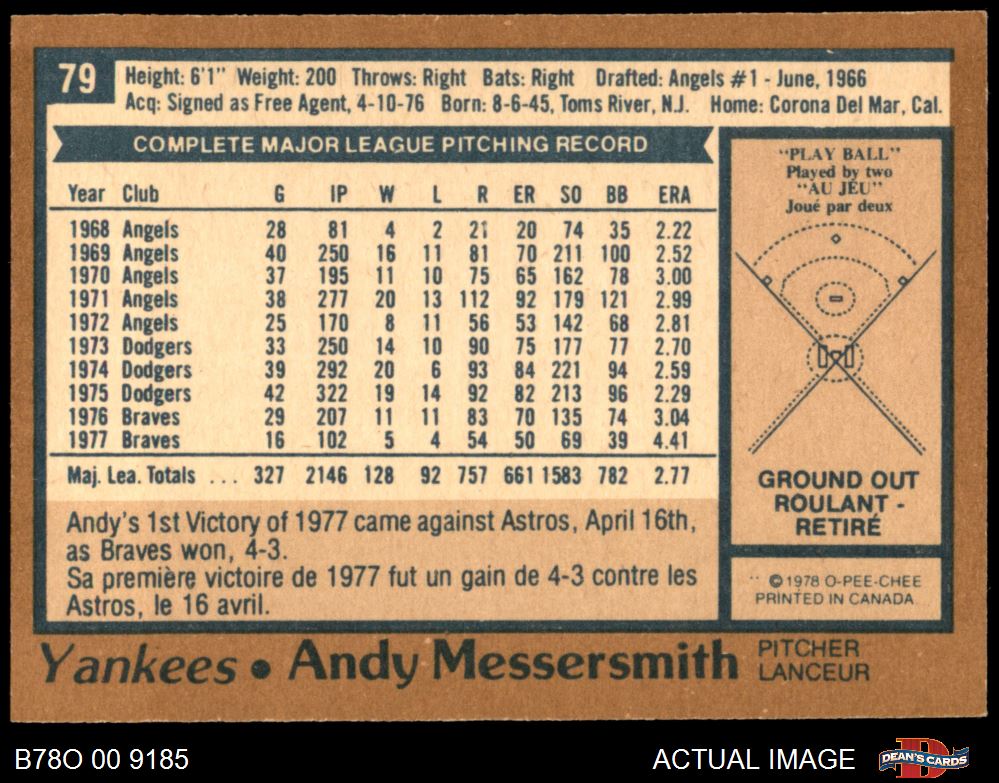 79
Height: 6'1" Weight: 200 Throws: Right Bats: Right Drafted: Angels #1 - June, 1966
Acq: Signed as Free Agent, 4-10-76 Born: 8-6-45, Toms River, N.J. Home: Corona Del Mar, Cal.
COMPLETE MAJOR LEAGUE PITCHING RECORD
Year Club G IP W L R ER SO BB ERA
1968 Angels 28 81 4 2 21 20 74 35 2.22
1969 Angels 40 250 16 11 81 70 211 100 2.52
1970 Angels 37 195 11 10 75 65 162 78 3.00
1971 Angels 38 277 20 13 112 92 179 121 2.99
1972 Angels 25 170 8 11 56 53 142 68 2.81
1973 Dodgers 33 250 14 10 90 75 177 77 2.70
1974 Dodgers 39 292 20 6 93 84 221 94 2.59
1975 Dodgers 42 322 19 14 92 82 213 96 2.29
1976 Braves 29 207 11 11 83 70 135 74 3.04
1977 Braves 16 102 5 4 54 50 69 39 4.41
Maj. Lea. Totals ... 327 2146 128 92 757 661 1583 782 2.77
Andy's 1st Victory of 1977 came against Astros, April 16th,
as Braves won, 4-3.
Sa première victoire de 1977 fut un gain de 4-3 contre les
Astros, le 16 avril.
"PLAY BALL"
Played by two
"AU JEU"
Joué par deux
GROUND OUT
ROULANT -
RETIRÉ
© 1978 O-PEE-CHEE
PRINTED IN CANADA
Yankees • Andy Messersmith
PITCHER
LANCEUR
B78O 00 9185
ACTUAL IMAGE
DEAN'S CARDS